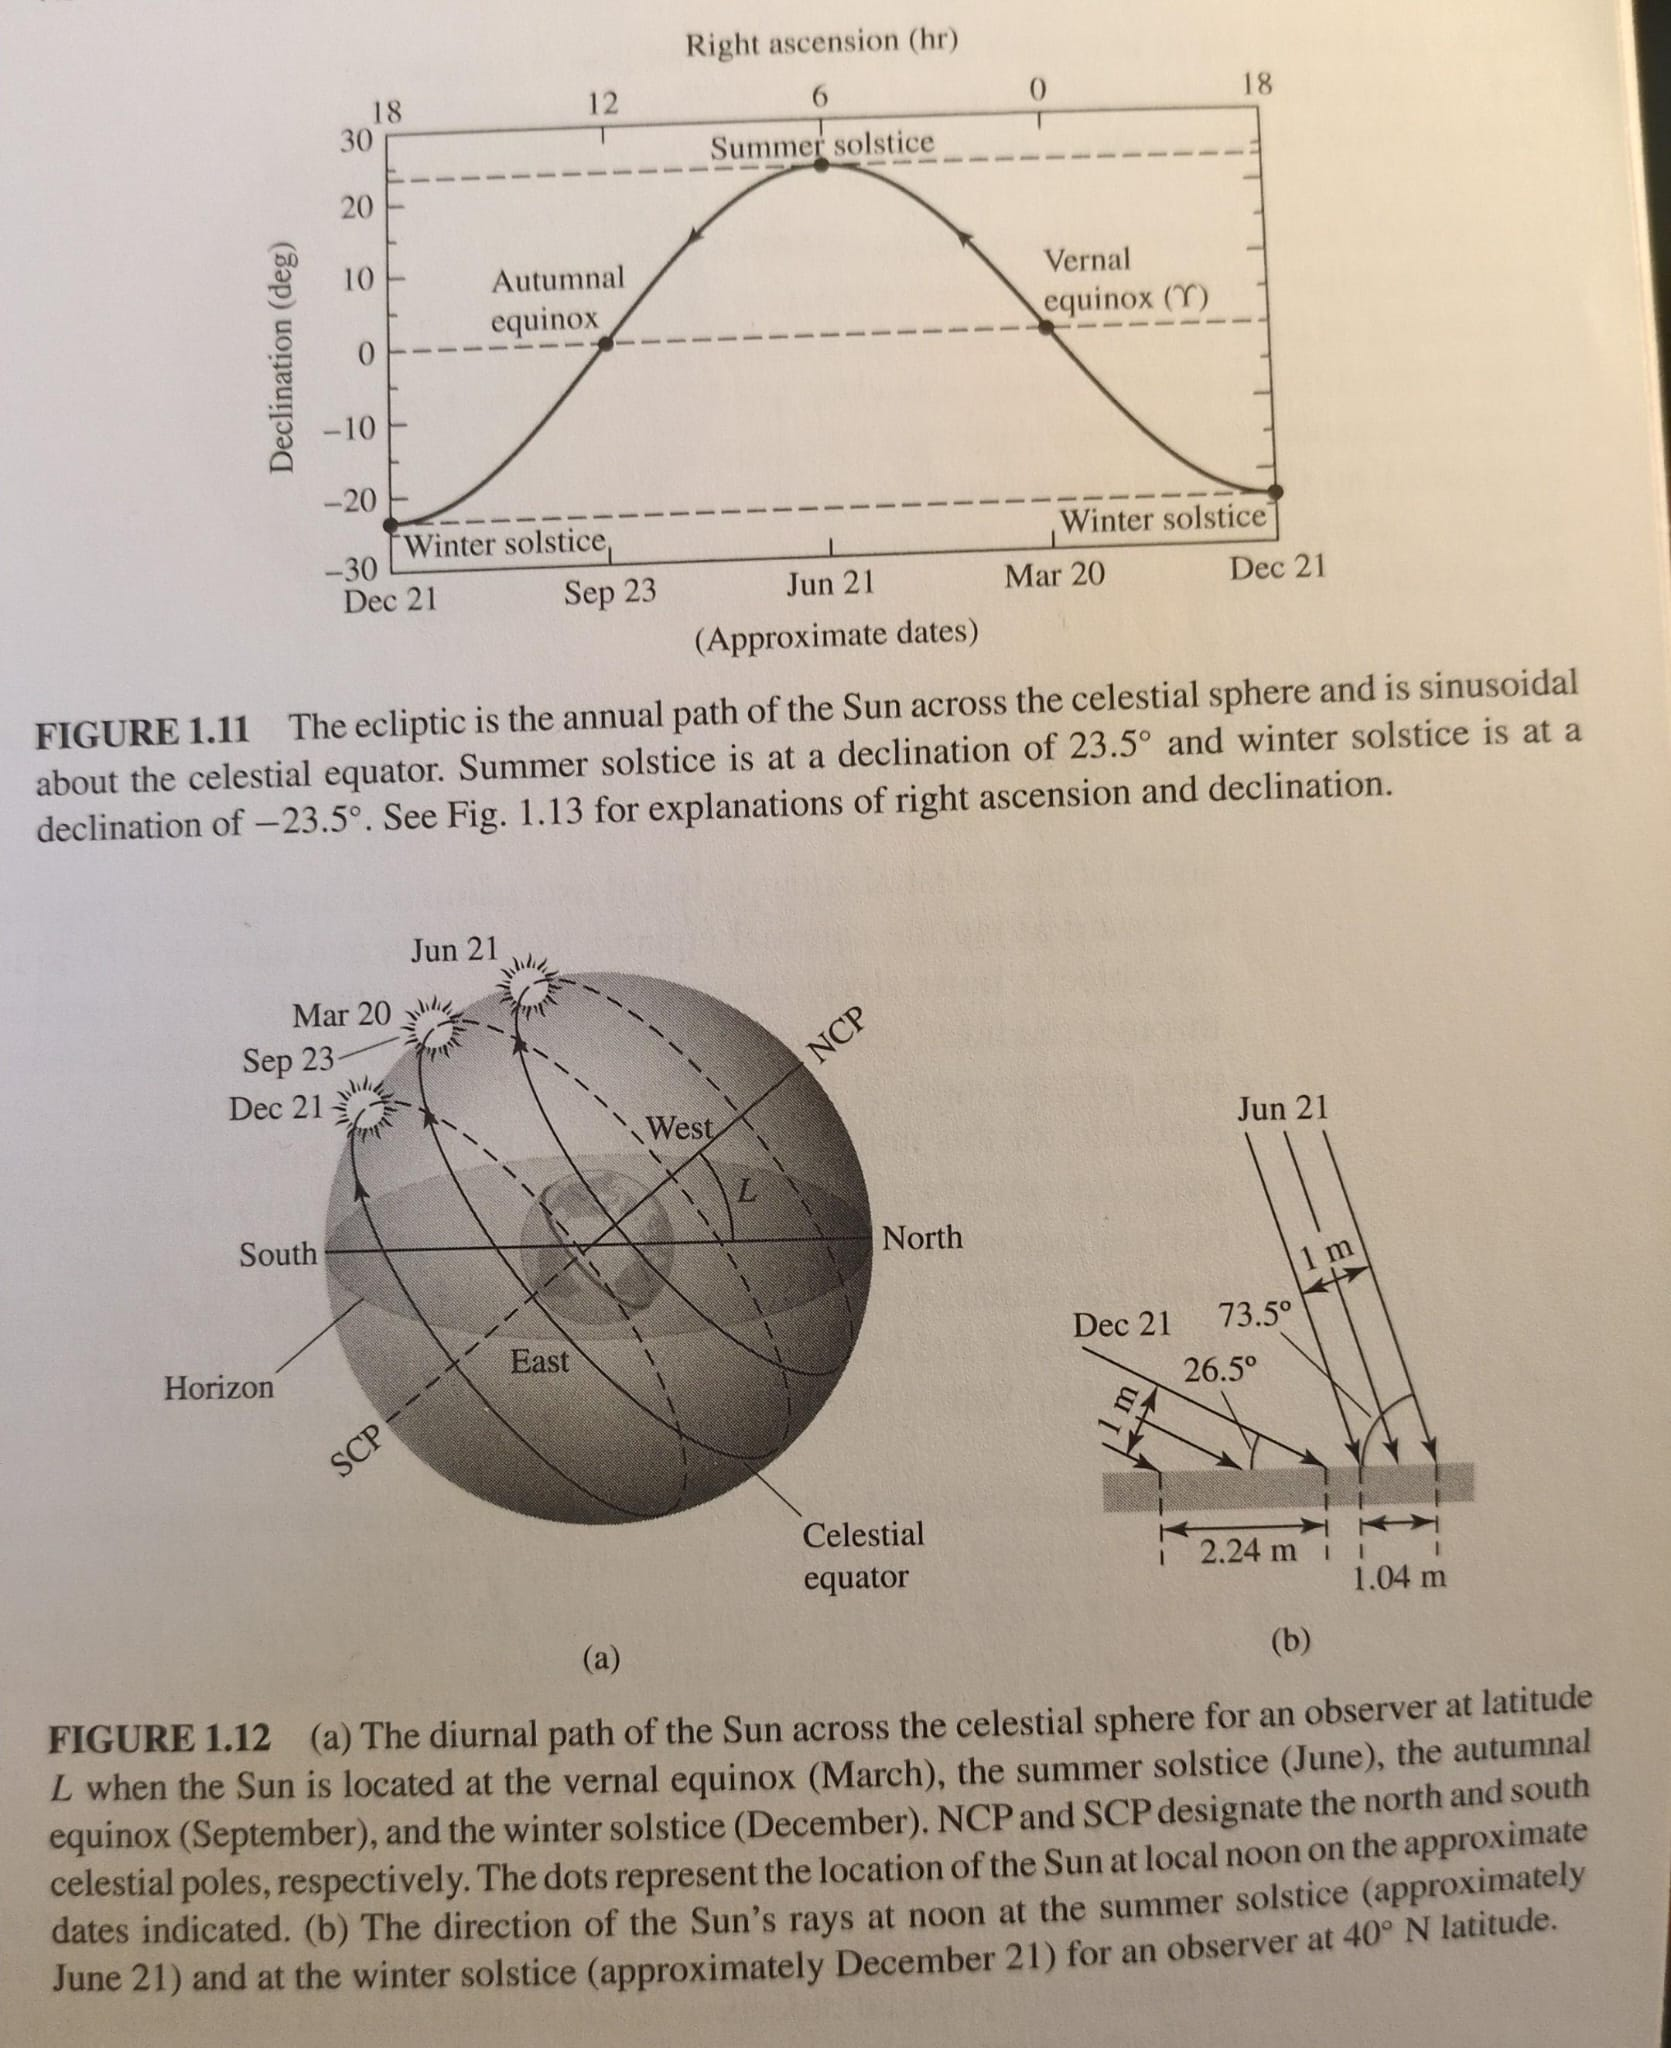 Right ascension (hr)
18 12 6 0 18
30
Summer solstice
20
Vernal
equinox (♈)
10
Autumnal
equinox
Declination (deg)
0
−10
−20
Winter solstice
Winter solstice
−30
Dec 21 Sep 23 Jun 21 Mar 20 Dec 21
(Approximate dates)
FIGURE 1.11 The ecliptic is the annual path of the Sun across the celestial sphere and is sinusoidal
about the celestial equator. Summer solstice is at a declination of 23.5° and winter solstice is at a
declination of −23.5°. See Fig. 1.13 for explanations of right ascension and declination.
Jun 21
Mar 20
Sep 23
Dec 21
NCP
West
L
South
North
Horizon
East
SCP
Celestial
equator
(a)
Jun 21
1 m
Dec 21
73.5°
26.5°
1 m
2.24 m
1.04 m
(b)
FIGURE 1.12 (a) The diurnal path of the Sun across the celestial sphere for an observer at latitude
L when the Sun is located at the vernal equinox (March), the summer solstice (June), the autumnal
equinox (September), and the winter solstice (December). NCP and SCP designate the north and south
celestial poles, respectively. The dots represent the location of the Sun at local noon on the approximate
dates indicated. (b) The direction of the Sun's rays at noon at the summer solstice (approximately
June 21) and at the winter solstice (approximately December 21) for an observer at 40° N latitude.